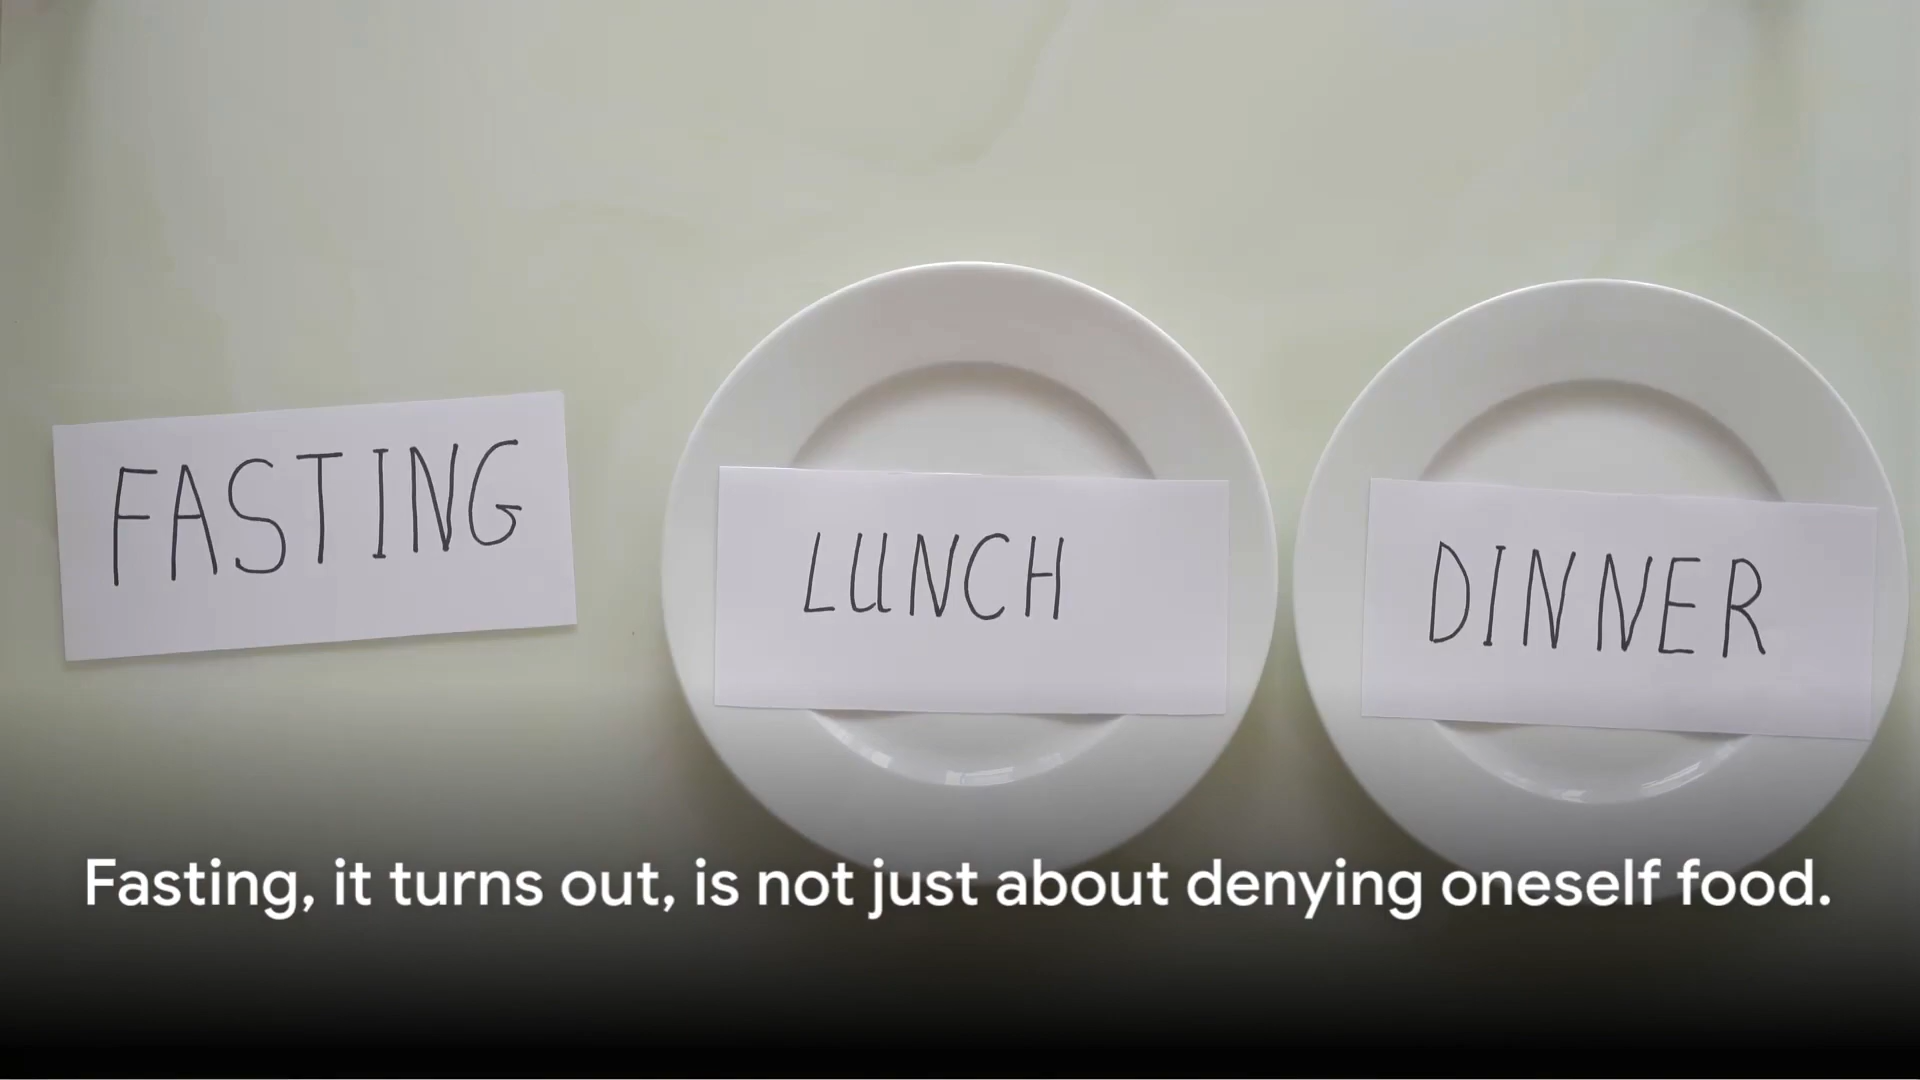 FASTING
LUNCH
DINNER
Fasting, it turns out, is not just about denying oneself food.